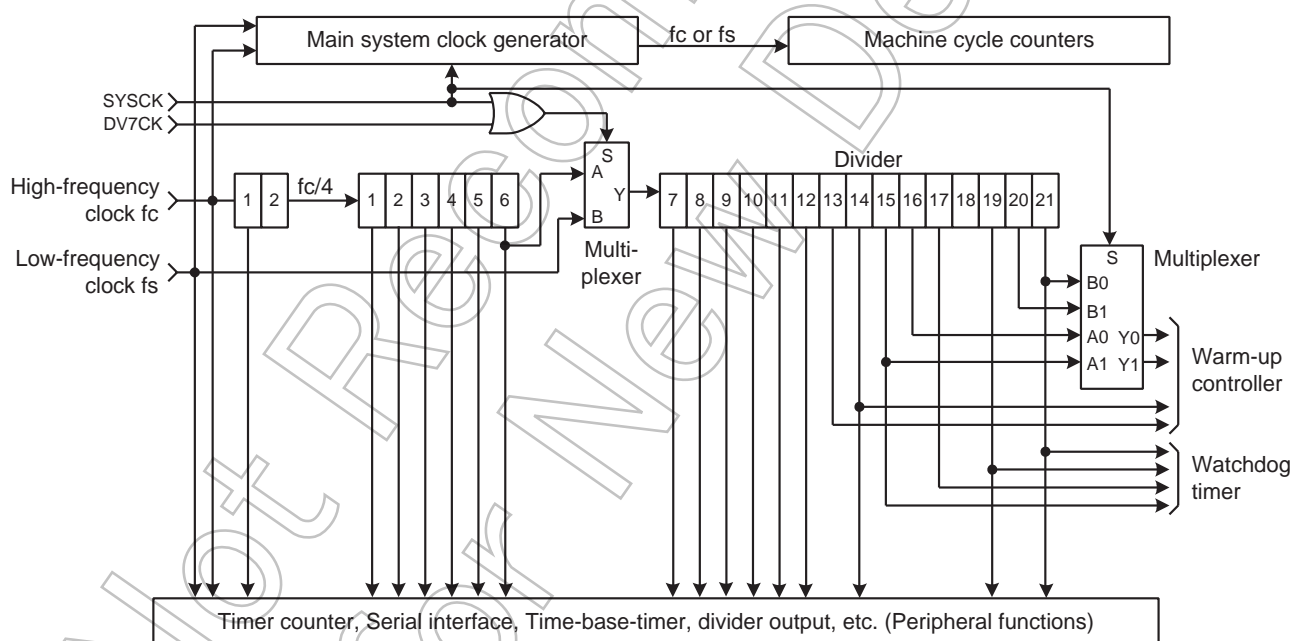 Main system clock generator
fc or fs
Machine cycle counters
SYSCK
DV7CK
High-frequency
clock fc
1 2
fc/4
1 2 3 4 5 6
Low-frequency
clock fs
S
A
Y
B
Multi-
plexer
Divider
7 8 9 10 11 12 13 14 15 16 17 18 19 20 21
S
B0
B1
A0 Y0
A1 Y1
Multiplexer
Warm-up
controller
Watchdog
timer
Timer counter, Serial interface, Time-base-timer, divider output, etc. (Peripheral functions)